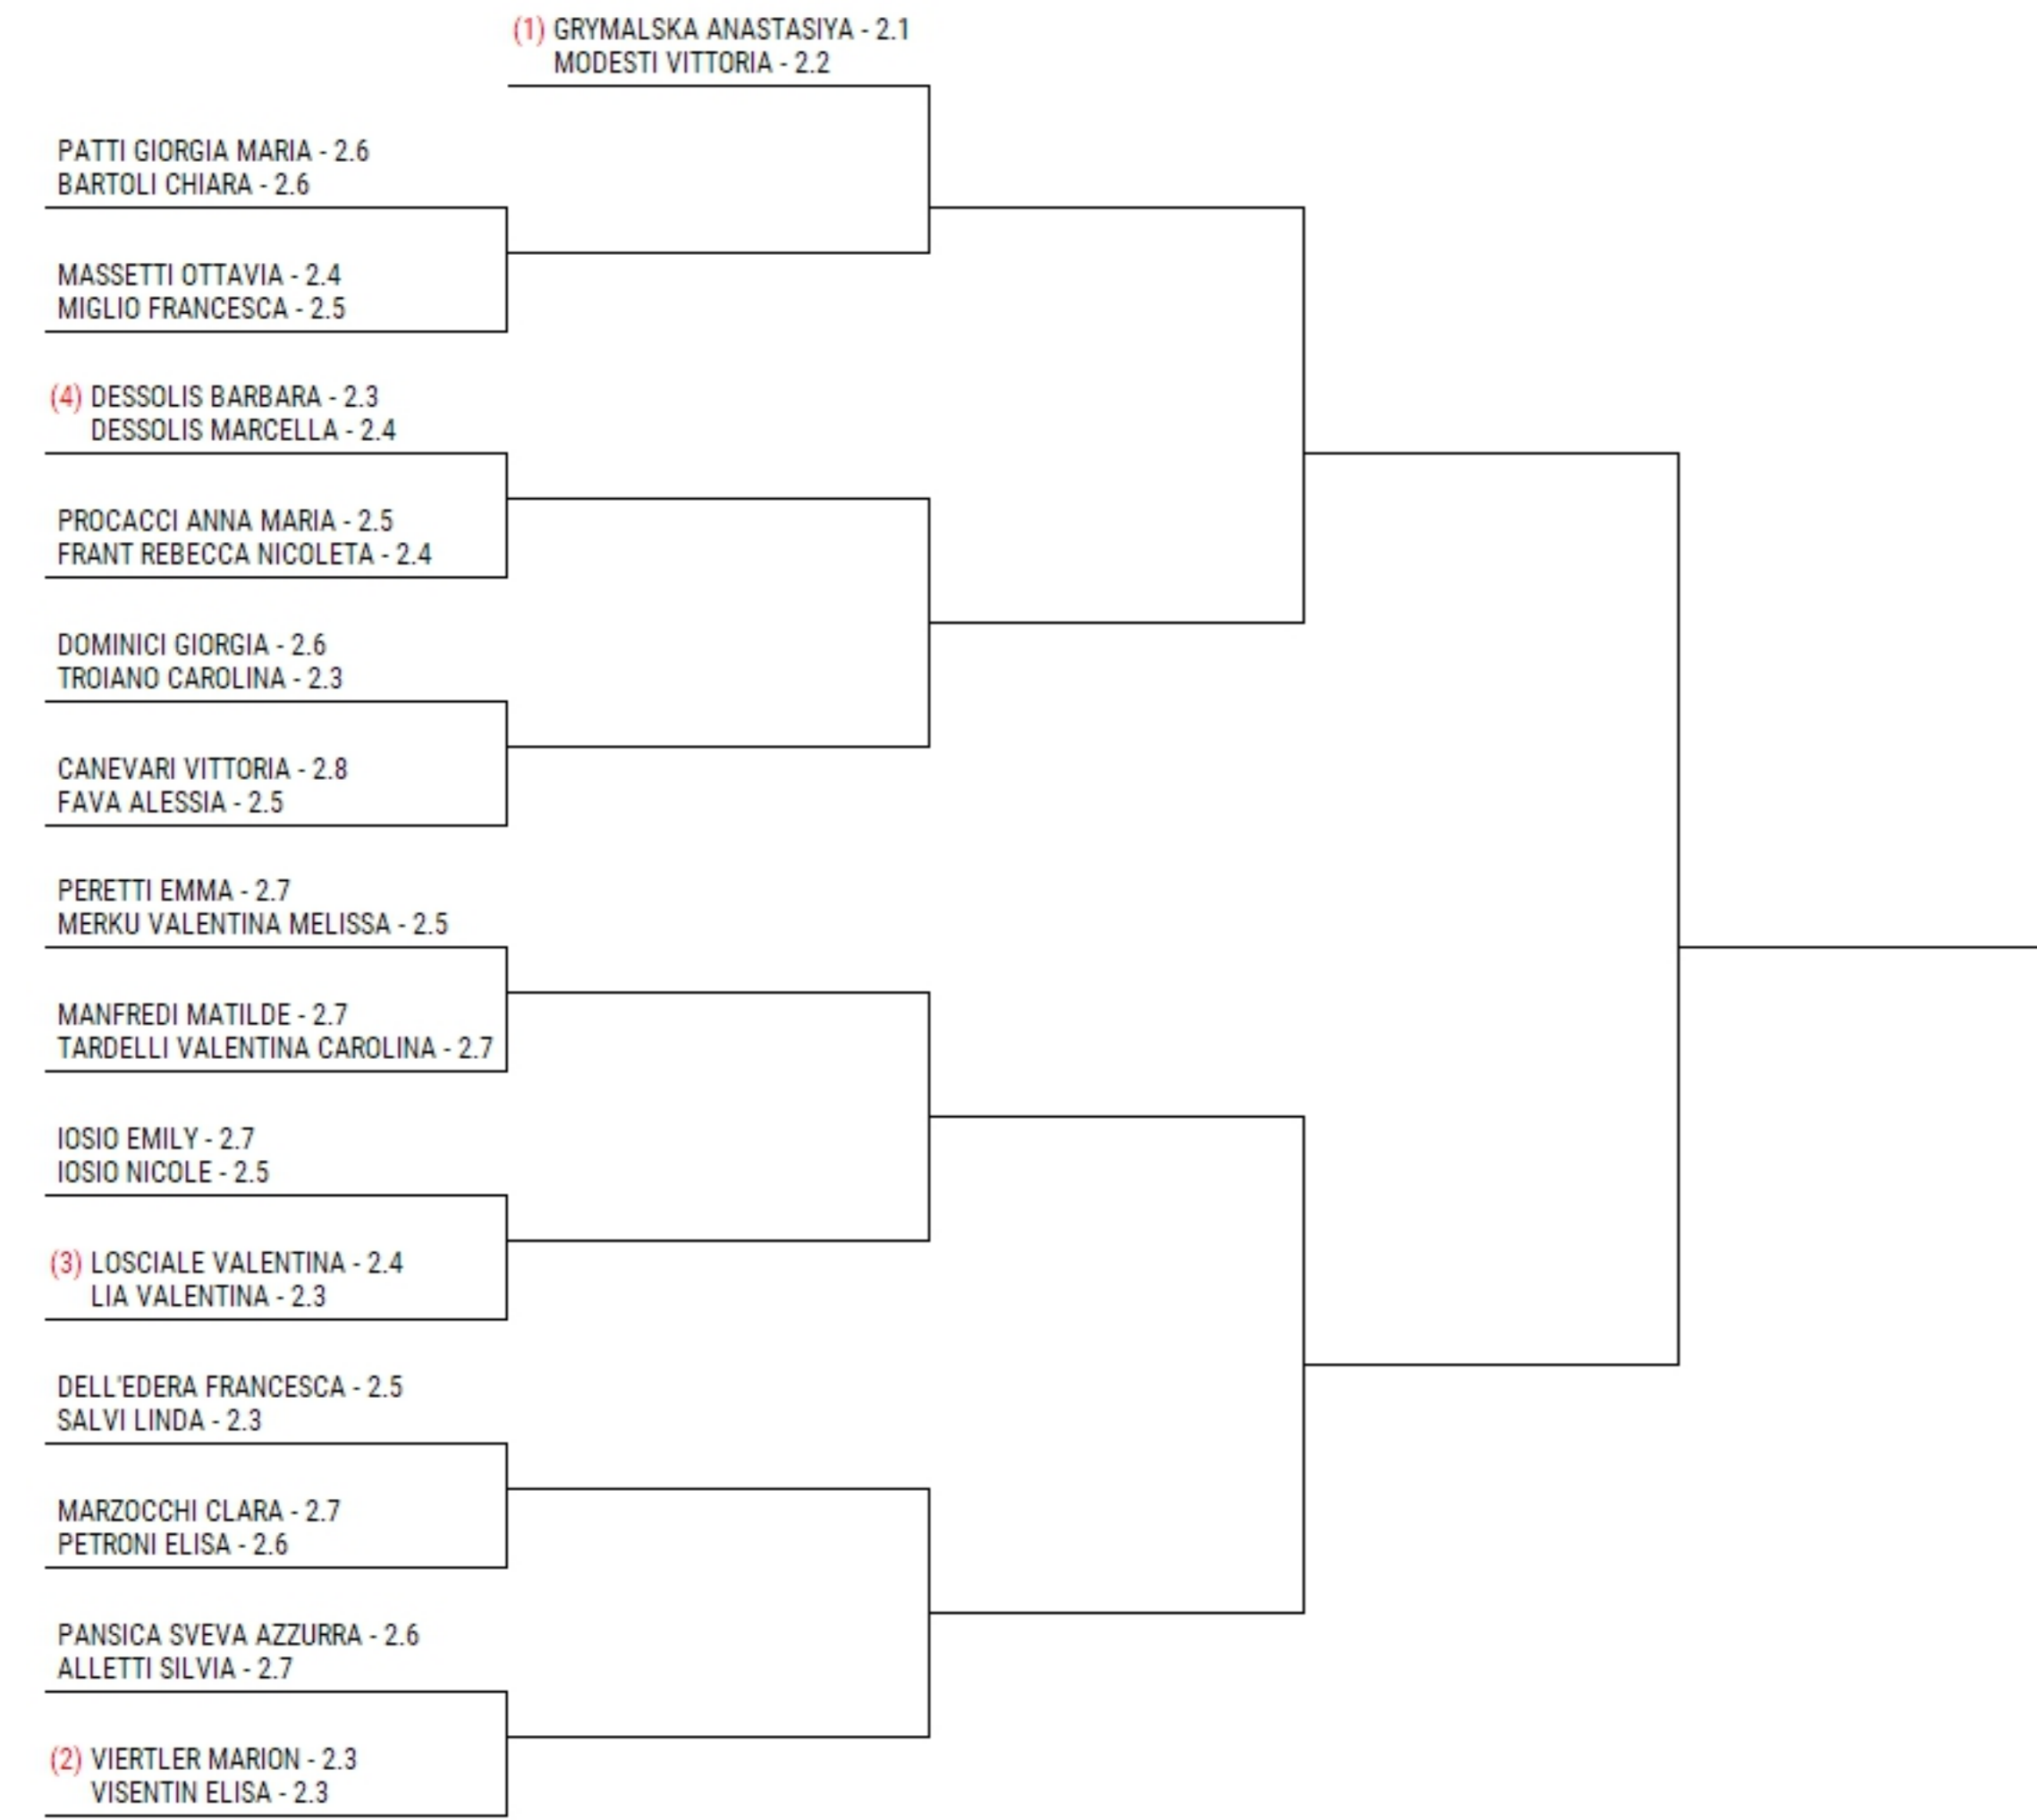 (1) GRYMALSKA ANASTASIYA - 2.1
MODESTI VITTORIA - 2.2
PATTI GIORGIA MARIA - 2.6
BARTOLI CHIARA - 2.6
MASSETTI OTTAVIA - 2.4
MIGLIO FRANCESCA - 2.5
(4) DESSOLIS BARBARA - 2.3
DESSOLIS MARCELLA - 2.4
PROCACCI ANNA MARIA - 2.5
FRANT REBECCA NICOLETA - 2.4
DOMINICI GIORGIA - 2.6
TROIANO CAROLINA - 2.3
CANEVARI VITTORIA - 2.8
FAVA ALESSIA - 2.5
PERETTI EMMA - 2.7
MERKU VALENTINA MELISSA - 2.5
MANFREDI MATILDE - 2.7
TARDELLI VALENTINA CAROLINA - 2.7
IOSIO EMILY - 2.7
IOSIO NICOLE - 2.5
(3) LOSCIALE VALENTINA - 2.4
LIA VALENTINA - 2.3
DELL'EDERA FRANCESCA - 2.5
SALVI LINDA - 2.3
MARZOCCHI CLARA - 2.7
PETRONI ELISA - 2.6
PANSICA SVEVA AZZURRA - 2.6
ALLETTI SILVIA - 2.7
(2) VIERTLER MARION - 2.3
VISENTIN ELISA - 2.3